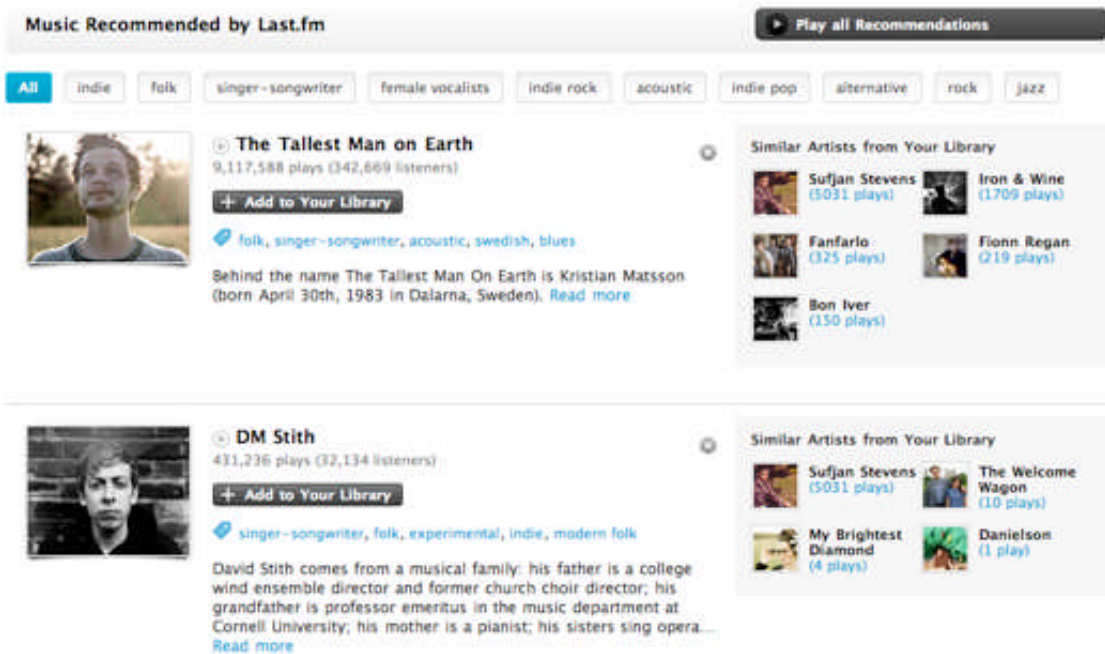 Music Recommended by Last.fm
Play all Recommendations
All indie folk singer-songwriter female vocalists indie rock acoustic indie pop alternative rock jazz
The Tallest Man on Earth
9,117,588 plays (342,669 listeners)
+ Add to Your Library
folk, singer-songwriter, acoustic, swedish, blues
Behind the name The Tallest Man On Earth is Kristian Matsson
(born April 30th, 1983 in Dalarna, Sweden). Read more
Similar Artists from Your Library
Sufjan Stevens
(5031 plays)
Iron & Wine
(1709 plays)
Fanfarlo
(325 plays)
Fionn Regan
(219 plays)
Bon Iver
(150 plays)
DM Stith
431,236 plays (32,134 listeners)
+ Add to Your Library
singer-songwriter, folk, experimental, indie, modern folk
David Stith comes from a musical family: his father is a college
wind ensemble director and former church choir director; his
grandfather is professor emeritus in the music department at
Cornell University; his mother is a pianist; his sisters sing opera...
Read more
Similar Artists from Your Library
Sufjan Stevens
(5031 plays)
The Welcome
Wagon
(10 plays)
My Brightest
Diamond
(4 plays)
Danielson
(1 play)